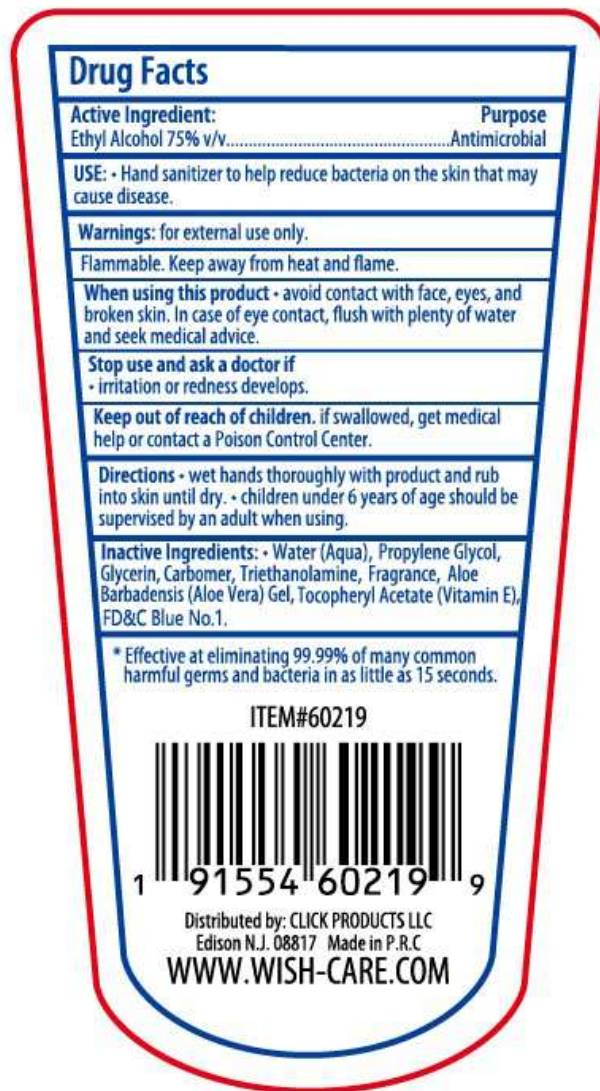 Drug Facts
Active Ingredient: Purpose
Ethyl Alcohol 75% v/v..................................................Antimicrobial
USE: • Hand sanitizer to help reduce bacteria on the skin that may
cause disease.
Warnings: for external use only.
Flammable. Keep away from heat and flame.
When using this product • avoid contact with face, eyes, and
broken skin. In case of eye contact, flush with plenty of water
and seek medical advice.
Stop use and ask a doctor if
• irritation or redness develops.
Keep out of reach of children. if swallowed, get medical
help or contact a Poison Control Center.
Directions • wet hands thoroughly with product and rub
into skin until dry. • children under 6 years of age should be
supervised by an adult when using.
Inactive Ingredients: • Water (Aqua), Propylene Glycol,
Glycerin, Carbomer, Triethanolamine, Fragrance, Aloe
Barbadensis (Aloe Vera) Gel, Tocopheryl Acetate (Vitamin E),
FD&C Blue No.1.
* Effective at eliminating 99.99% of many common
harmful germs and bacteria in as little as 15 seconds.
ITEM#60219
1 91554 60219 9
Distributed by: CLICK PRODUCTS LLC
Edison N.J. 08817 Made in P.R.C
WWW.WISH-CARE.COM